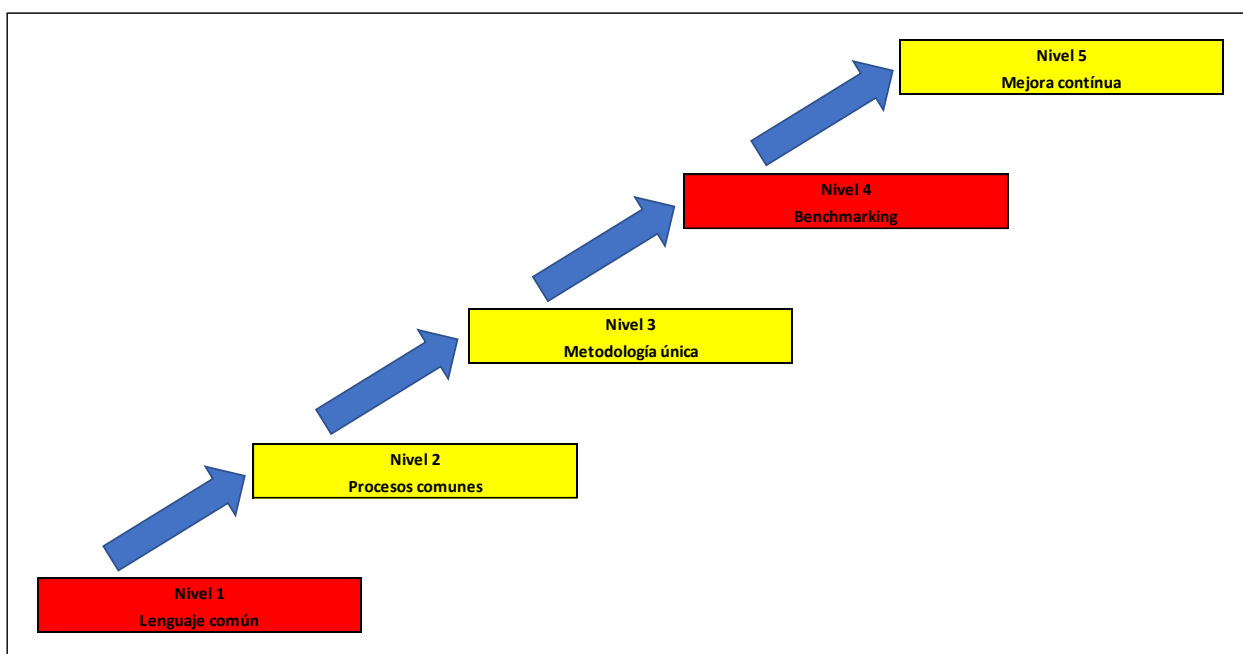 Nivel 5
Mejora contínua
Nivel 4
Benchmarking
Nivel 3
Metodología única
Nivel 2
Procesos comunes
Nivel 1
Lenguaje común